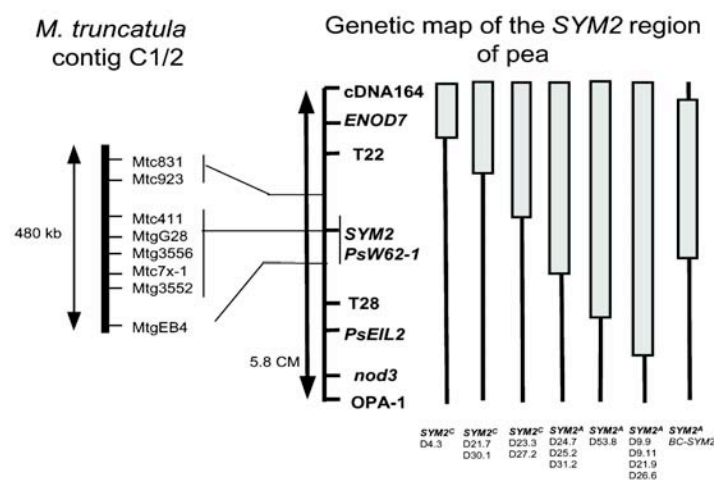 M. truncatula
contig C1/2
Genetic map of the SYM2 region
of pea
480 kb
Mtc831
Mtc923
Mtc411
MtgG28
Mtg3556
Mtc7x-1
Mtg3552
MtgEB4
5.8 CM
cDNA164
ENOD7
T22
SYM2
PsW62-1
T28
PsEIL2
nod3
OPA-1
SYM2C
D4.3
SYM2C
D21.7
D30.1
SYM2C
D23.3
D27.2
SYM2A
D24.7
D25.2
D31.2
SYM2A
D53.8
SYM2A
D9.9
D9.11
D21.9
D26.6
SYM2A
BC-SYM2